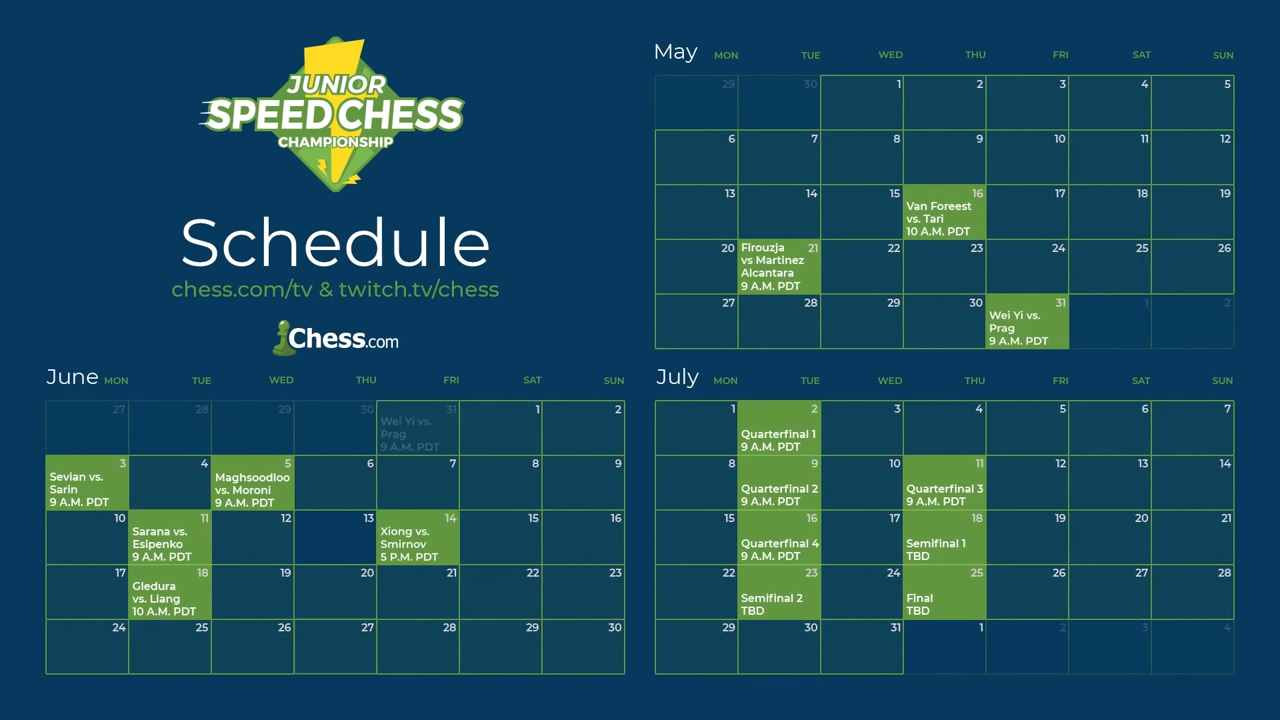 JUNIOR
SPEED CHESS
CHAMPIONSHIP
Schedule
chess.com/tv & twitch.tv/chess
Chess.com
May MON TUE WED THU FRI SAT SUN
29 30 1 2 3 4 5
6 7 8 9 10 11 12
13 14 15 16 17 18 19
Van Foreest
vs. Tari
10 A.M. PDT
20 21 22 23 24 25 26
Firouzja
vs Martinez
Alcantara
9 A.M. PDT
27 28 29 30 31 1 2
Wei Yi vs.
Prag
9 A.M. PDT
June MON TUE WED THU FRI SAT SUN
27 28 29 30 31 1 2
Wei Yi vs.
Prag
9 A.M. PDT
3 4 5 6 7 8 9
Sevian vs.
Sarin
9 A.M. PDT
Maghsoodloo
vs. Moroni
9 A.M. PDT
10 11 12 13 14 15 16
Sarana vs.
Esipenko
9 A.M. PDT
Xiong vs.
Smirnov
5 P.M. PDT
17 18 19 20 21 22 23
Gledura
vs. Liang
10 A.M. PDT
24 25 26 27 28 29 30
July MON TUE WED THU FRI SAT SUN
1 2 3 4 5 6 7
Quarterfinal 1
9 A.M. PDT
8 9 10 11 12 13 14
Quarterfinal 2
9 A.M. PDT
Quarterfinal 3
9 A.M. PDT
15 16 17 18 19 20 21
Quarterfinal 4
9 A.M. PDT
Semifinal 1
TBD
22 23 24 25 26 27 28
Semifinal 2
TBD
Final
TBD
29 30 31 1 2 3 4